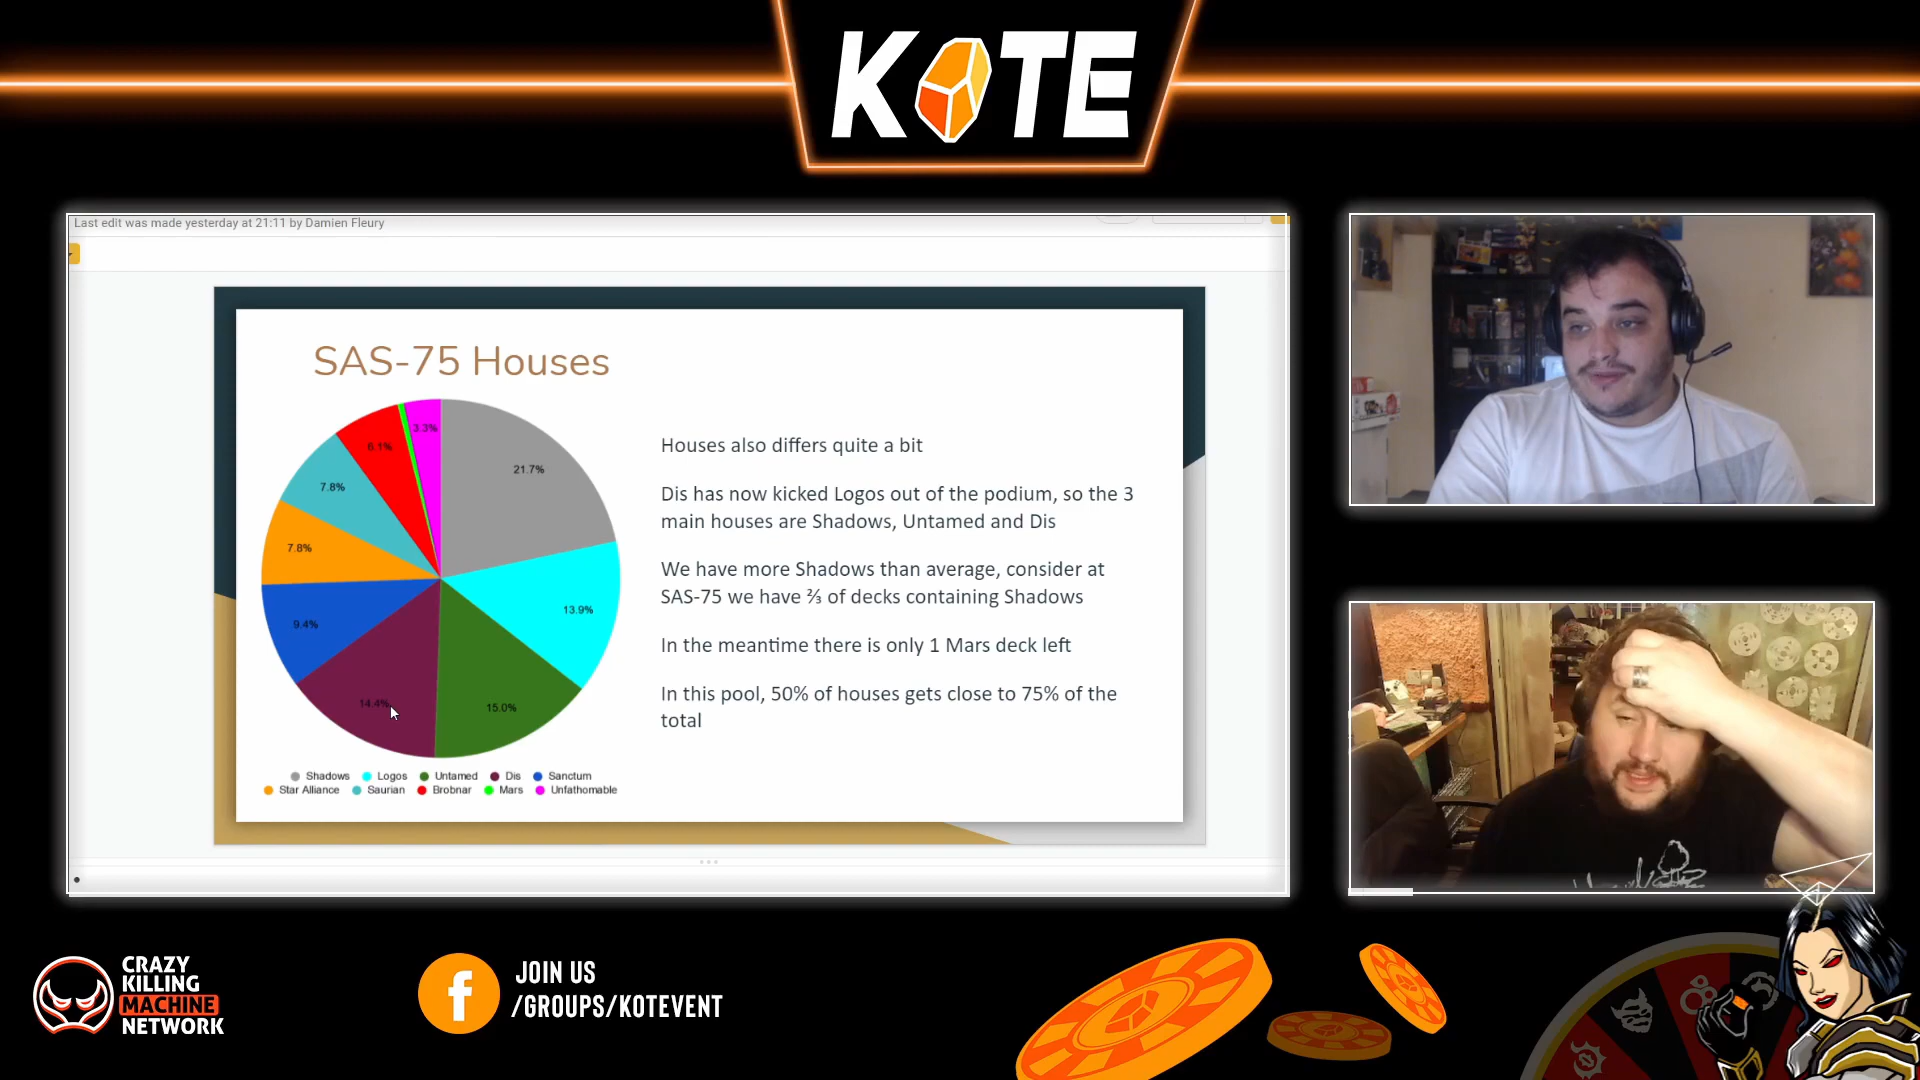 KOTE
Last edit was made yesterday at 21:11 by Damien Fleury
SAS-75 Houses
3.3%
6.1%
21.7%
7.8%
7.8%
13.9%
9.4%
14.4%
15.0%
Shadows Logos Untamed Dis Sanctum
Star Alliance Saurian Brobnar Mars Unfathomable
Houses also differs quite a bit
Dis has now kicked Logos out of the podium, so the 3
main houses are Shadows, Untamed and Dis
We have more Shadows than average, consider at
SAS-75 we have ⅔ of decks containing Shadows
In the meantime there is only 1 Mars deck left
In this pool, 50% of houses gets close to 75% of the
total
CRAZY
KILLING
MACHINE
NETWORK
f
JOIN US
/GROUPS/KOTEVENT